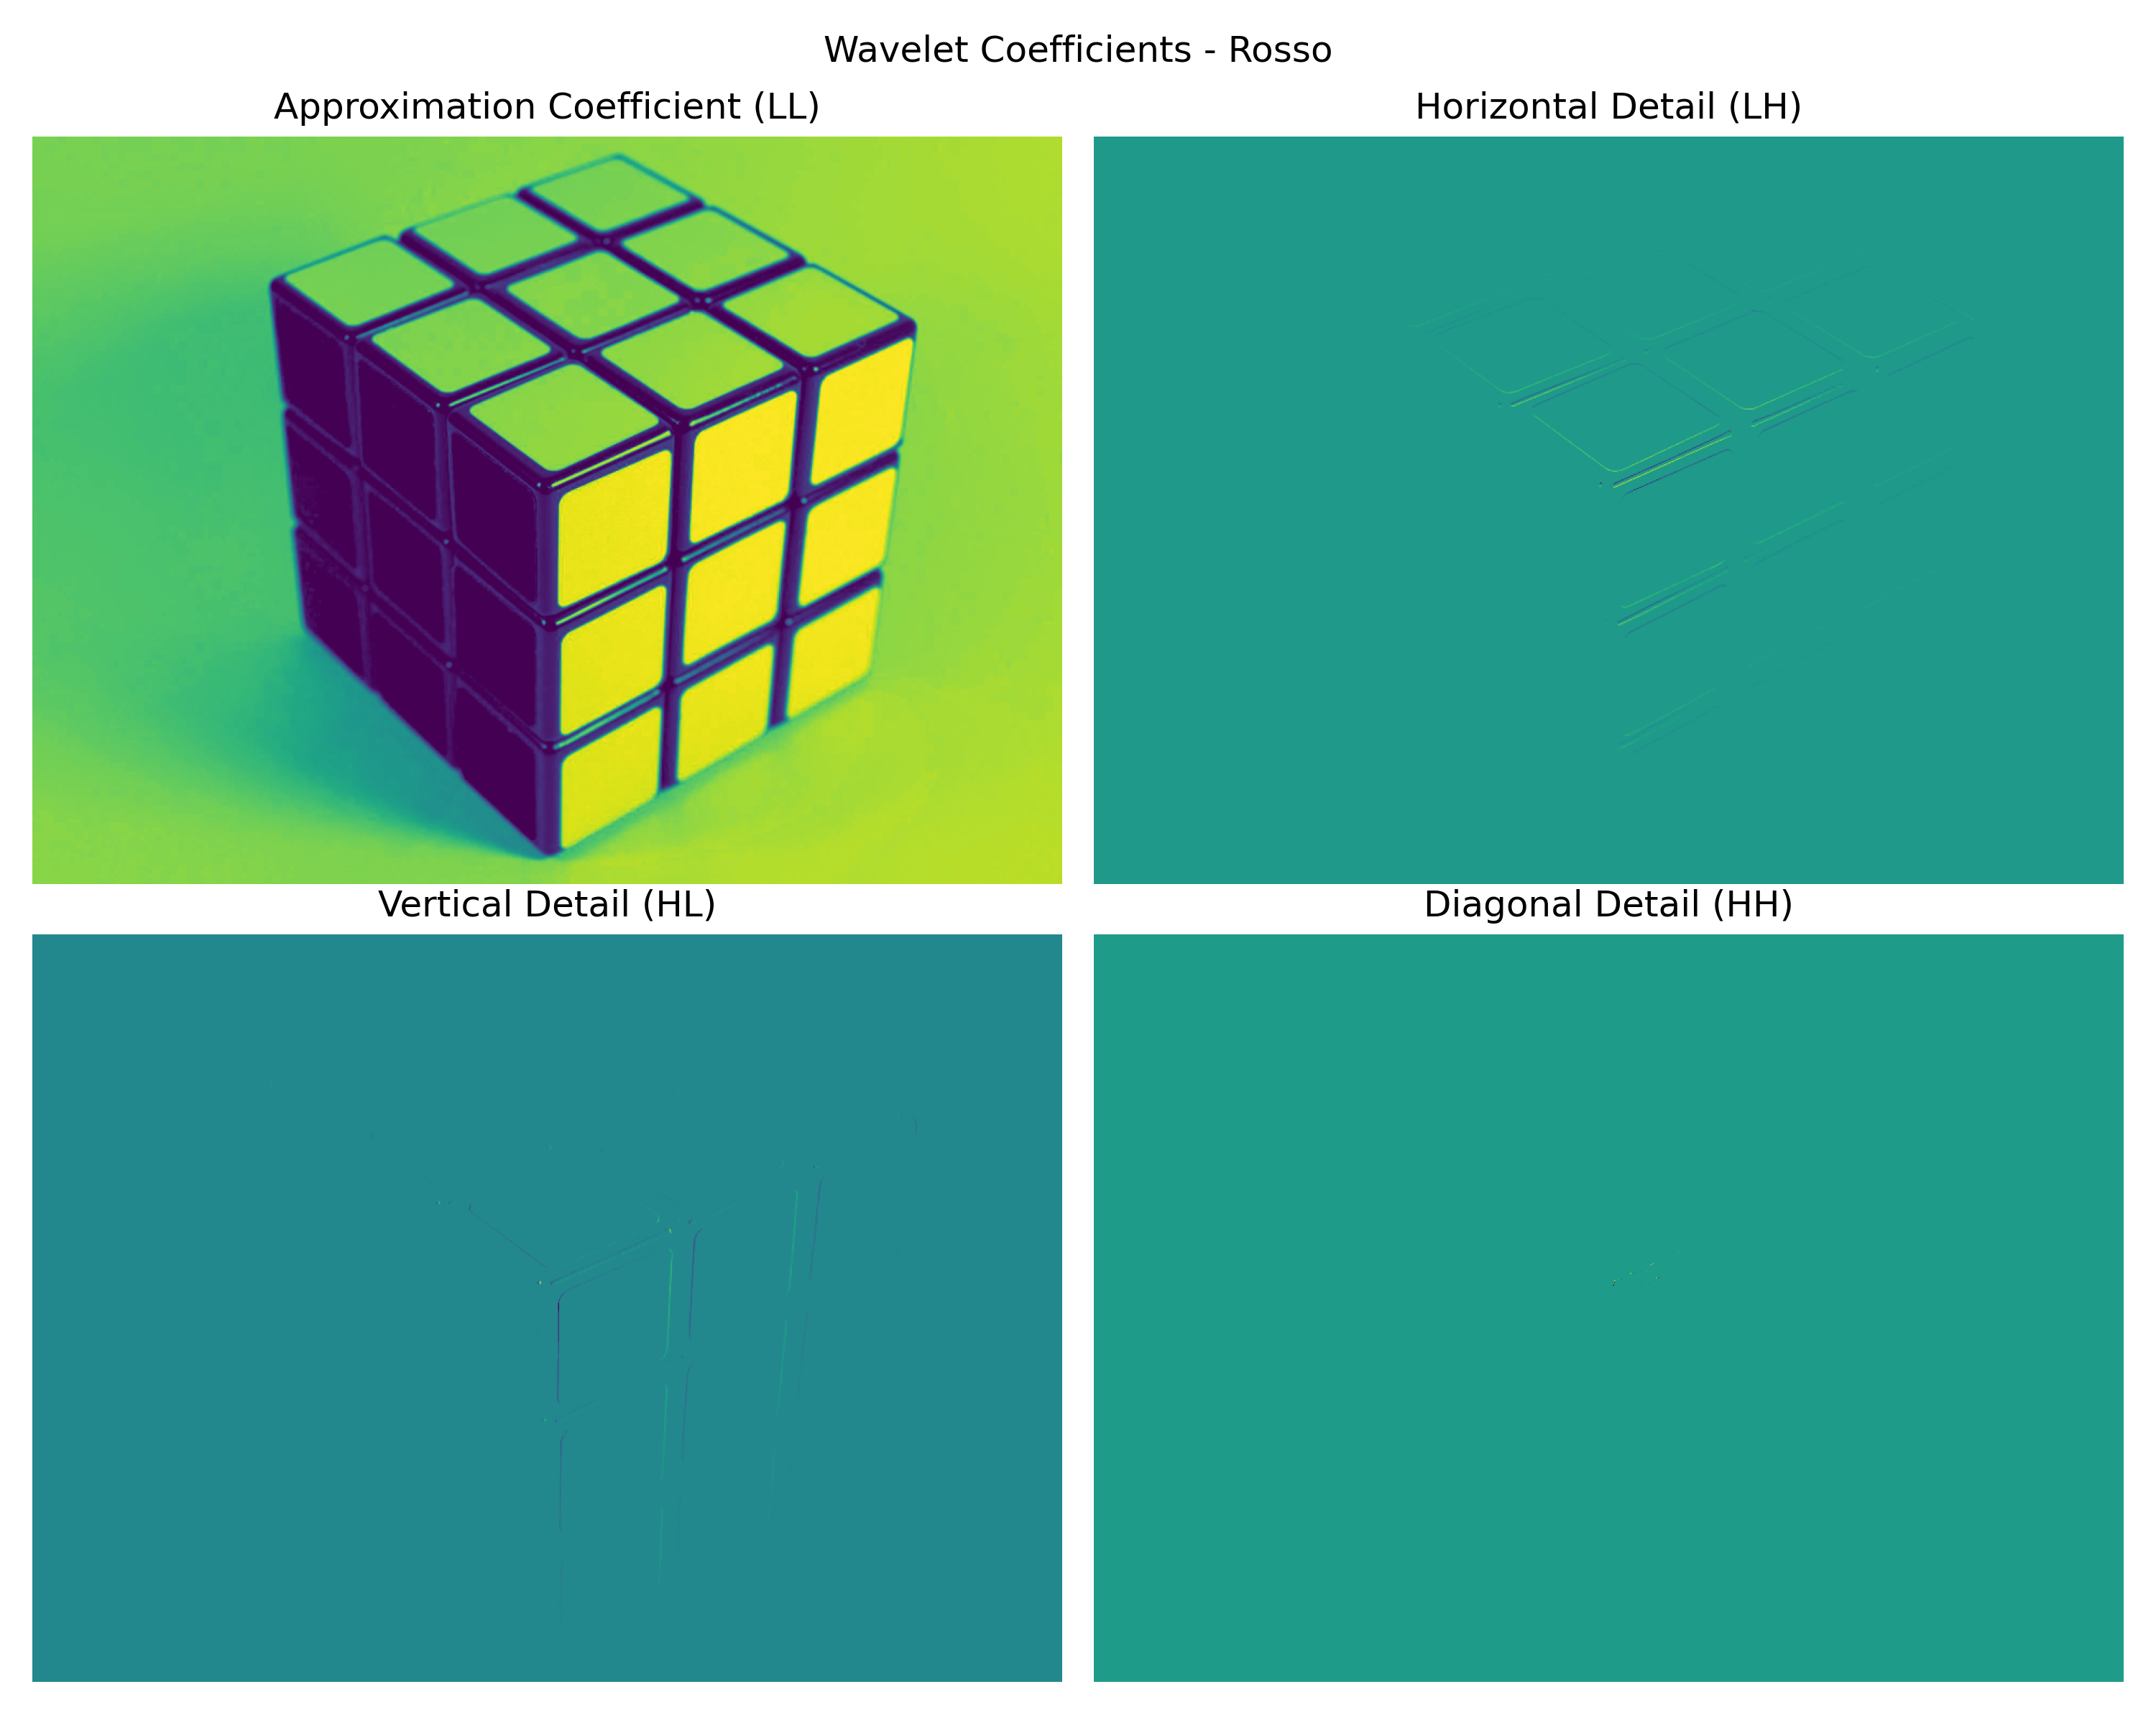 Wavelet Coefficients - Rosso
Approximation Coefficient (LL)
Horizontal Detail (LH)
Vertical Detail (HL)
Diagonal Detail (HH)